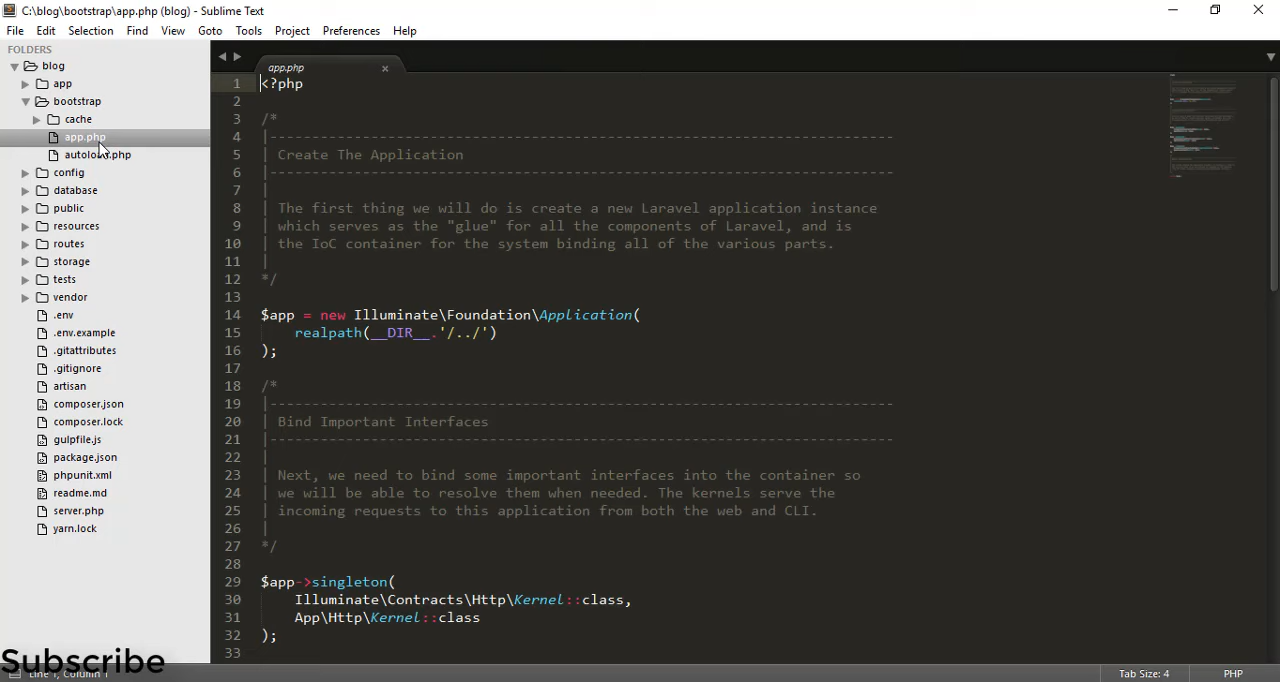 C:\blog\bootstrap\app.php (blog) - Sublime Text
File Edit Selection Find View Goto Tools Project Preferences Help
FOLDERS
blog
app
bootstrap
cache
app.php
config
database
public
resources
routes
storage
tests
vendor
.env
.env.example
.gitattributes
.gitignore
artisan
composer.json
composer.lock
gulpfile.js
package.json
phpunit.xml
readme.md
server.php
yarn.lock
app.php
1 <?php
2
3 /*
4 |--------------------------------------------------------------------------
5 | Create The Application
6 |--------------------------------------------------------------------------
7 |
8 | The first thing we will do is create a new Laravel application instance
9 | which serves as the "glue" for all the components of Laravel, and is
10 | the IoC container for the system binding all of the various parts.
11 |
12 */
13
14 $app = new Illuminate\Foundation\Application(
15 realpath(__DIR__.'/../')
16 );
17
18 /*
19 |--------------------------------------------------------------------------
20 | Bind Important Interfaces
21 |--------------------------------------------------------------------------
22 |
23 | Next, we need to bind some important interfaces into the container so
24 | we will be able to resolve them when needed. The kernels serve the
25 | incoming requests to this application from both the web and CLI.
26 |
27 */
28
29 $app->singleton(
30 Illuminate\Contracts\Http\Kernel::class,
31 App\Http\Kernel::class
32 );
33
Subscribe
Line 1, Column 1
Tab Size: 4 PHP